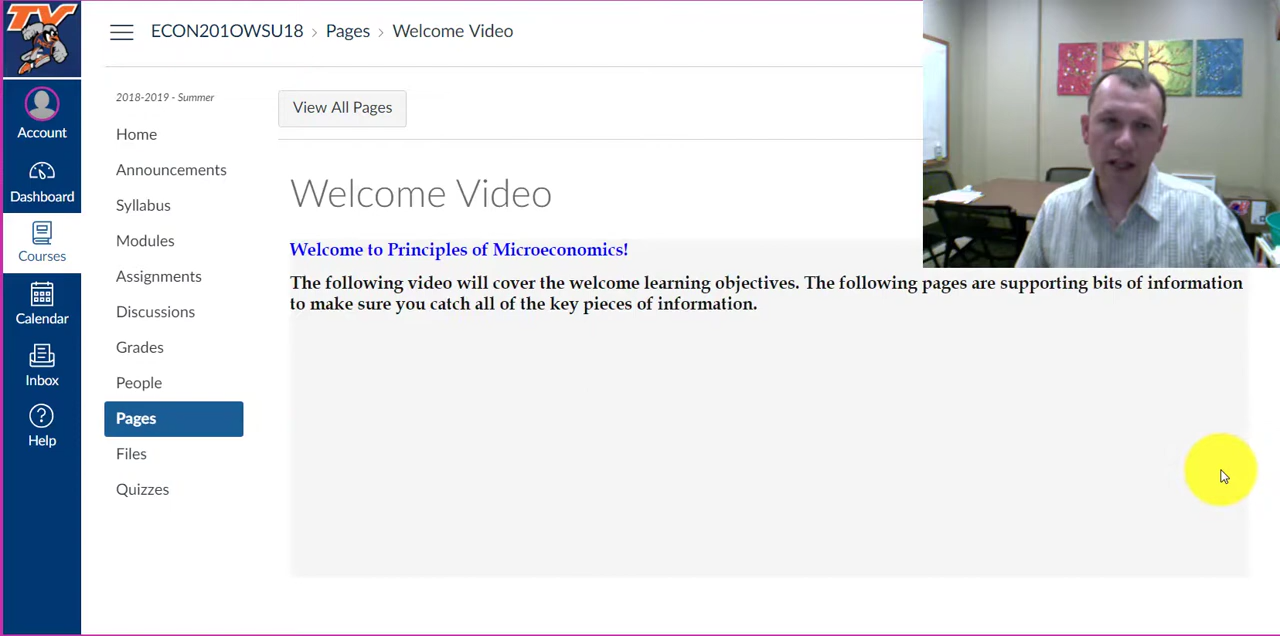 TV
ECON201OWSU18 › Pages › Welcome Video
2018-2019 - Summer
View All Pages
Account
Dashboard
Courses
Calendar
Inbox
Help
Home
Announcements
Syllabus
Modules
Assignments
Discussions
Grades
People
Pages
Files
Quizzes
Welcome Video
Welcome to Principles of Microeconomics!
The following video will cover the welcome learning objectives. The following pages are supporting bits of information
to make sure you catch all of the key pieces of information.